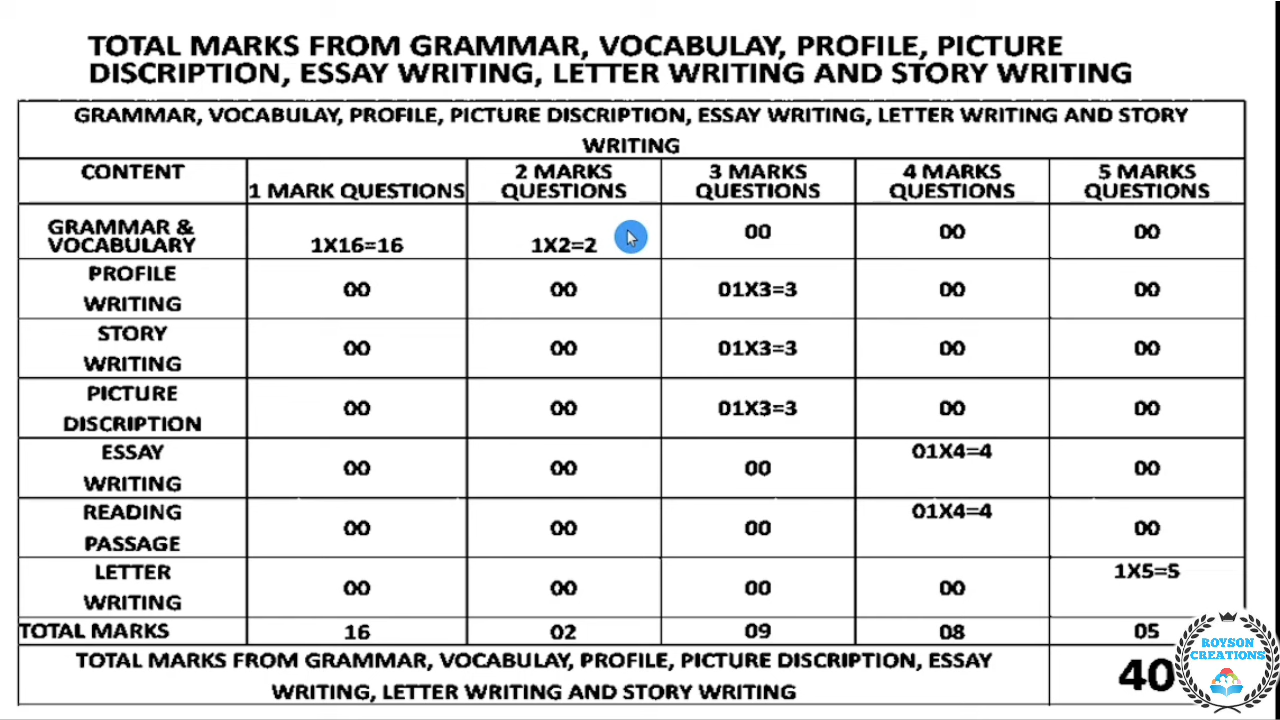 TOTAL MARKS FROM GRAMMAR, VOCABULAY, PROFILE, PICTURE
DISCRIPTION, ESSAY WRITING, LETTER WRITING AND STORY WRITING
GRAMMAR, VOCABULAY, PROFILE, PICTURE DISCRIPTION, ESSAY WRITING, LETTER WRITING AND STORY
WRITING
CONTENT 1 MARK QUESTIONS 2 MARKS QUESTIONS 3 MARKS QUESTIONS 4 MARKS QUESTIONS 5 MARKS QUESTIONS
GRAMMAR & VOCABULARY 1X16=16 1X2=2 00 00 00
PROFILE WRITING 00 00 01X3=3 00 00
STORY WRITING 00 00 01X3=3 00 00
PICTURE DISCRIPTION 00 00 01X3=3 00 00
ESSAY WRITING 00 00 00 01X4=4 00
READING PASSAGE 00 00 00 01X4=4 00
LETTER WRITING 00 00 00 00 1X5=5
TOTAL MARKS 16 02 09 08 05
TOTAL MARKS FROM GRAMMAR, VOCABULAY, PROFILE, PICTURE DISCRIPTION, ESSAY
WRITING, LETTER WRITING AND STORY WRITING
40
ROYSON
CREATIONS